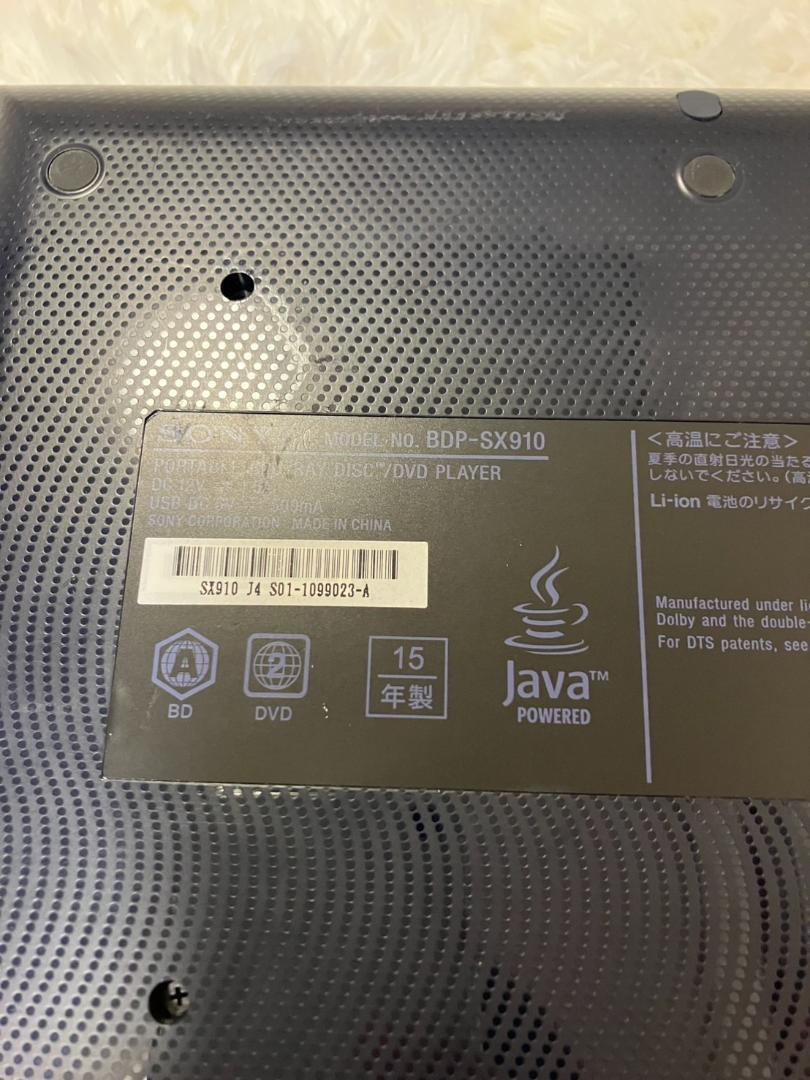 SONY MODEL NO. BDP-SX910
PORTABLE BLU-RAY DISC™/DVD PLAYER
DC 12V
USB DC 5V 500mA
SONY CORPORATION MADE IN CHINA
SX910 J4 S01-1099023-A
A
BD
2
DVD
15
年製
Java™
POWERED
＜高温にご注意＞
夏季の直射日光の当たる
しないでください。（高
Li-ion 電池のリサイク
Manufactured under
Dolby and the double-
For DTS patents, see